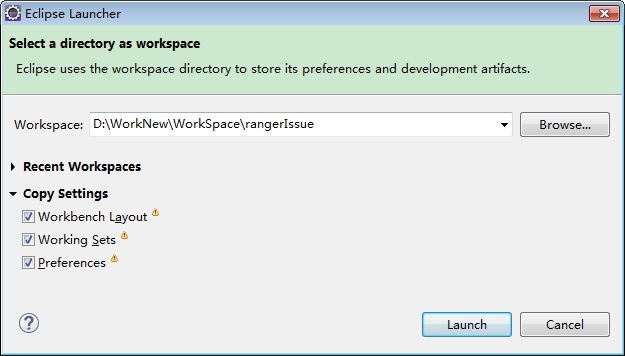 Eclipse Launcher
Select a directory as workspace
Eclipse uses the workspace directory to store its preferences and development artifacts.
Workspace: D:\WorkNew\WorkSpace\rangerIssue Browse...
Recent Workspaces
Copy Settings
Workbench Layout
Working Sets
Preferences
? Launch Cancel